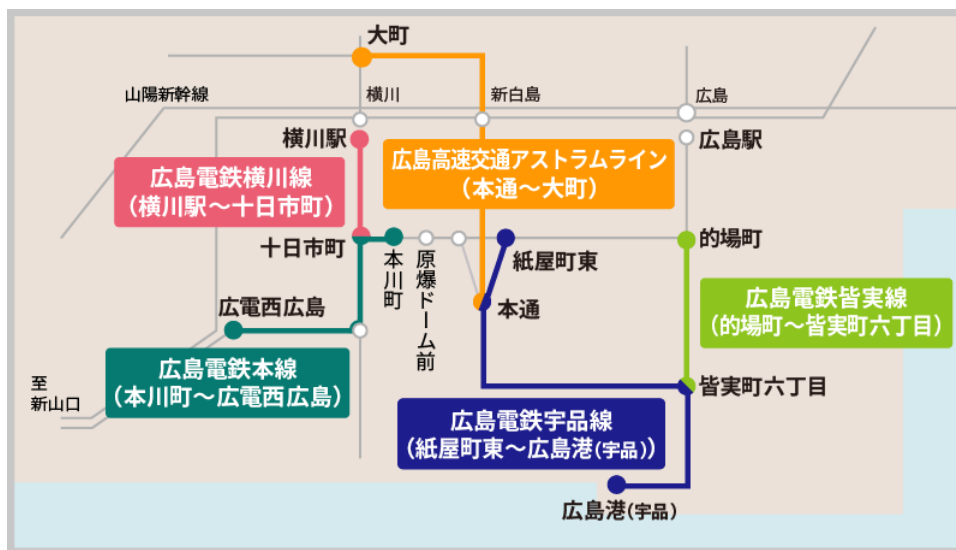 大町
山陽新幹線
横川
新白島
広島
横川駅
広島駅
広島電鉄横川線
（横川駅～十日市町）
広島高速交通アストラムライン
（本通～大町）
十日市町
本川町
原爆ドーム前
紙屋町東
的場町
広電西広島
本通
広島電鉄皆実線
（的場町～皆実町六丁目）
広島電鉄本線
（本川町～広電西広島）
至
新山口
皆実町六丁目
広島電鉄宇品線
（紙屋町東～広島港(宇品)）
広島港(宇品)